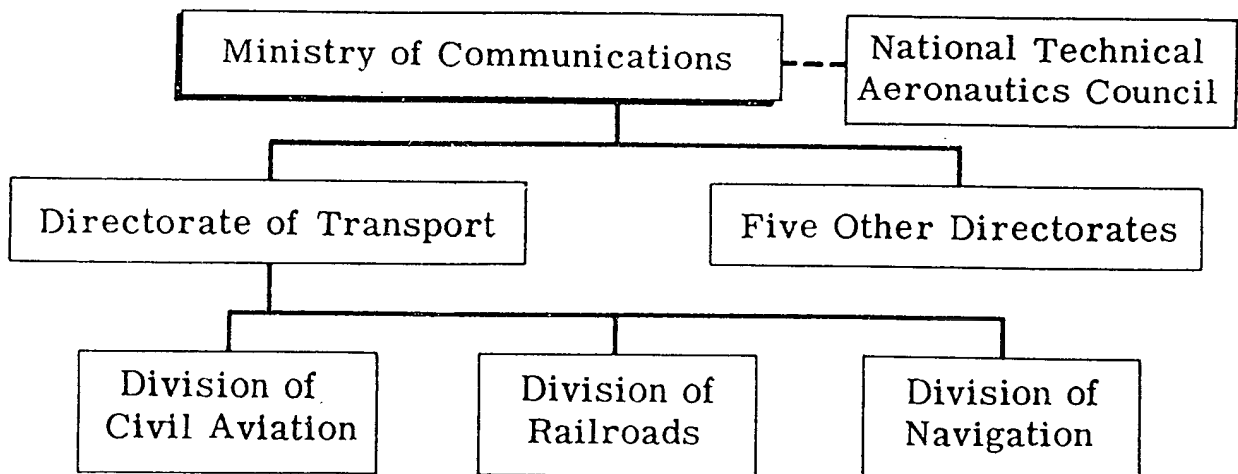 Ministry of Communications
National Technical
Aeronautics Council
Directorate of Transport
Five Other Directorates
Division of
Civil Aviation
Division of
Railroads
Division of
Navigation